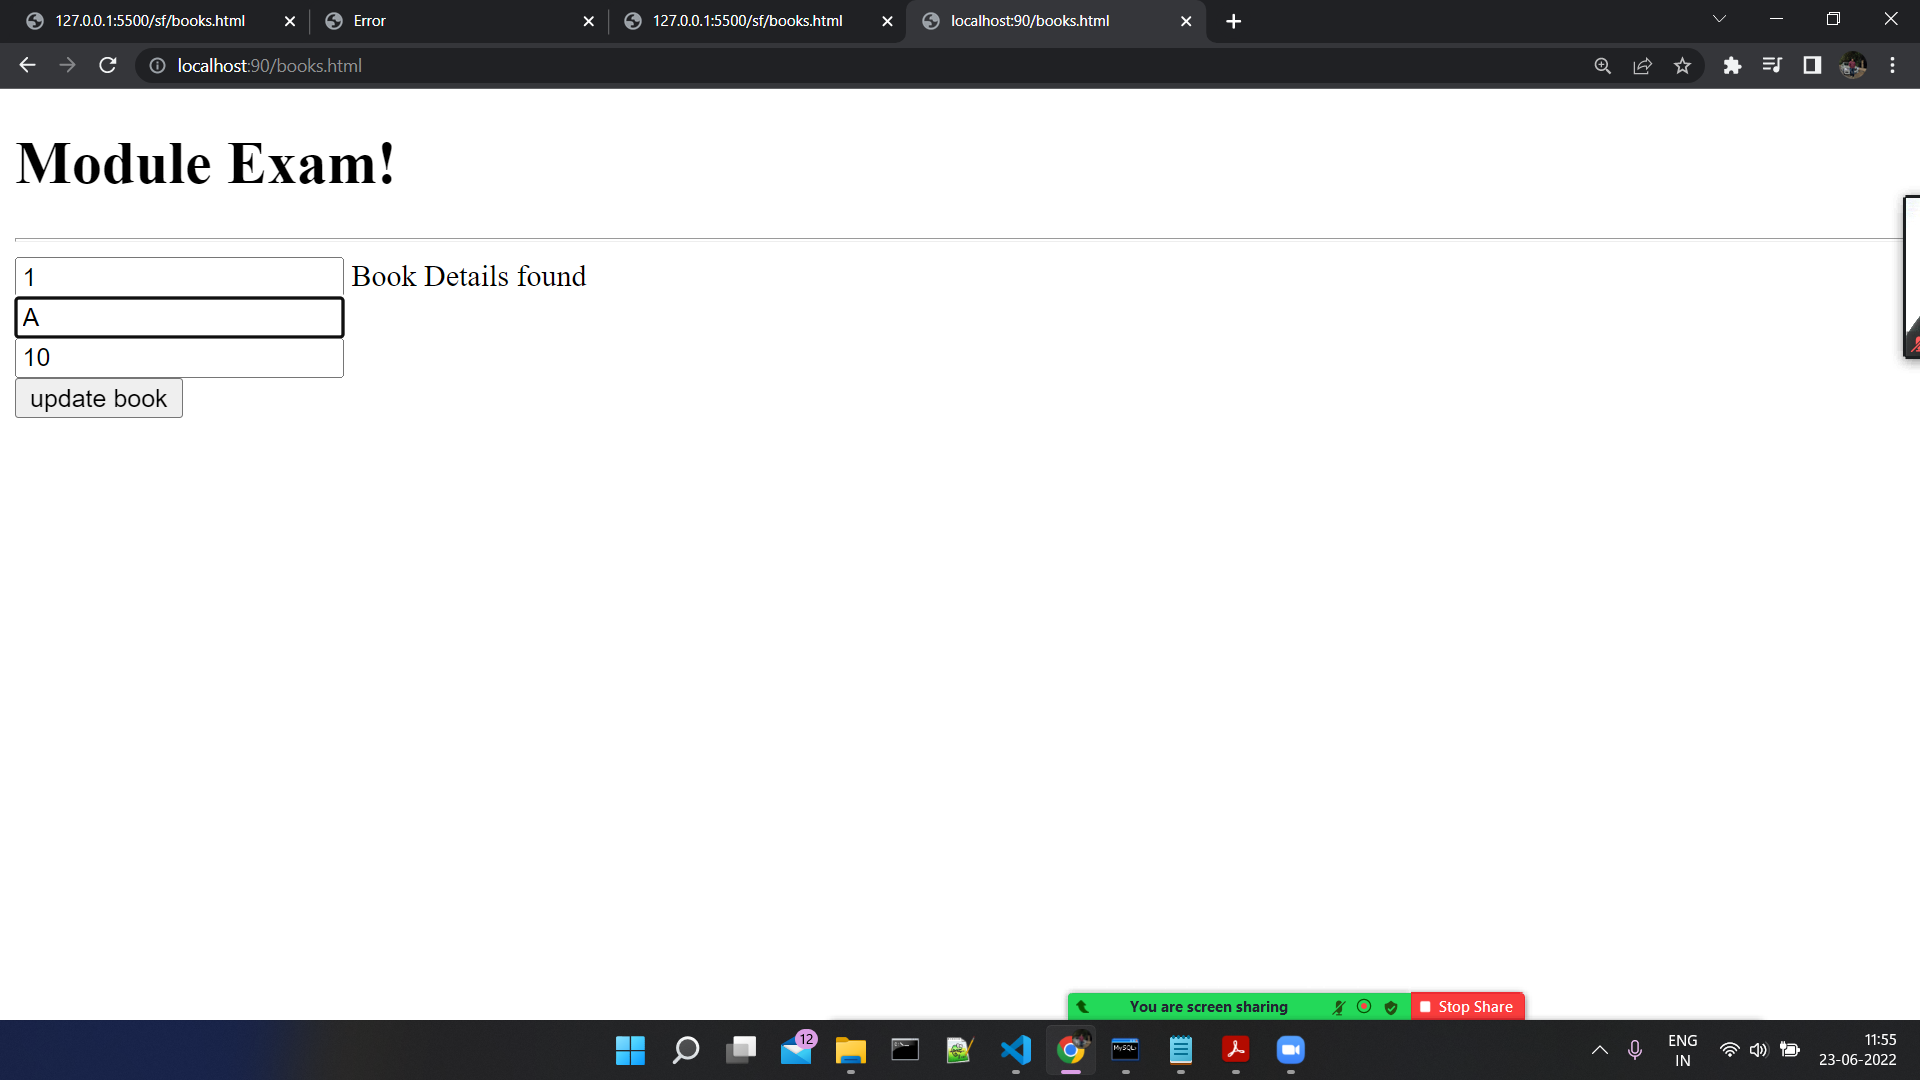 127.0.0.1:5500/sf/books.html
Error
127.0.0.1:5500/sf/books.html
localhost:90/books.html
localhost:90/books.html
Module Exam!
1 Book Details found
A
10
update book
You are screen sharing
Stop Share
12
MySQL
ENG
IN
11:55
23-06-2022